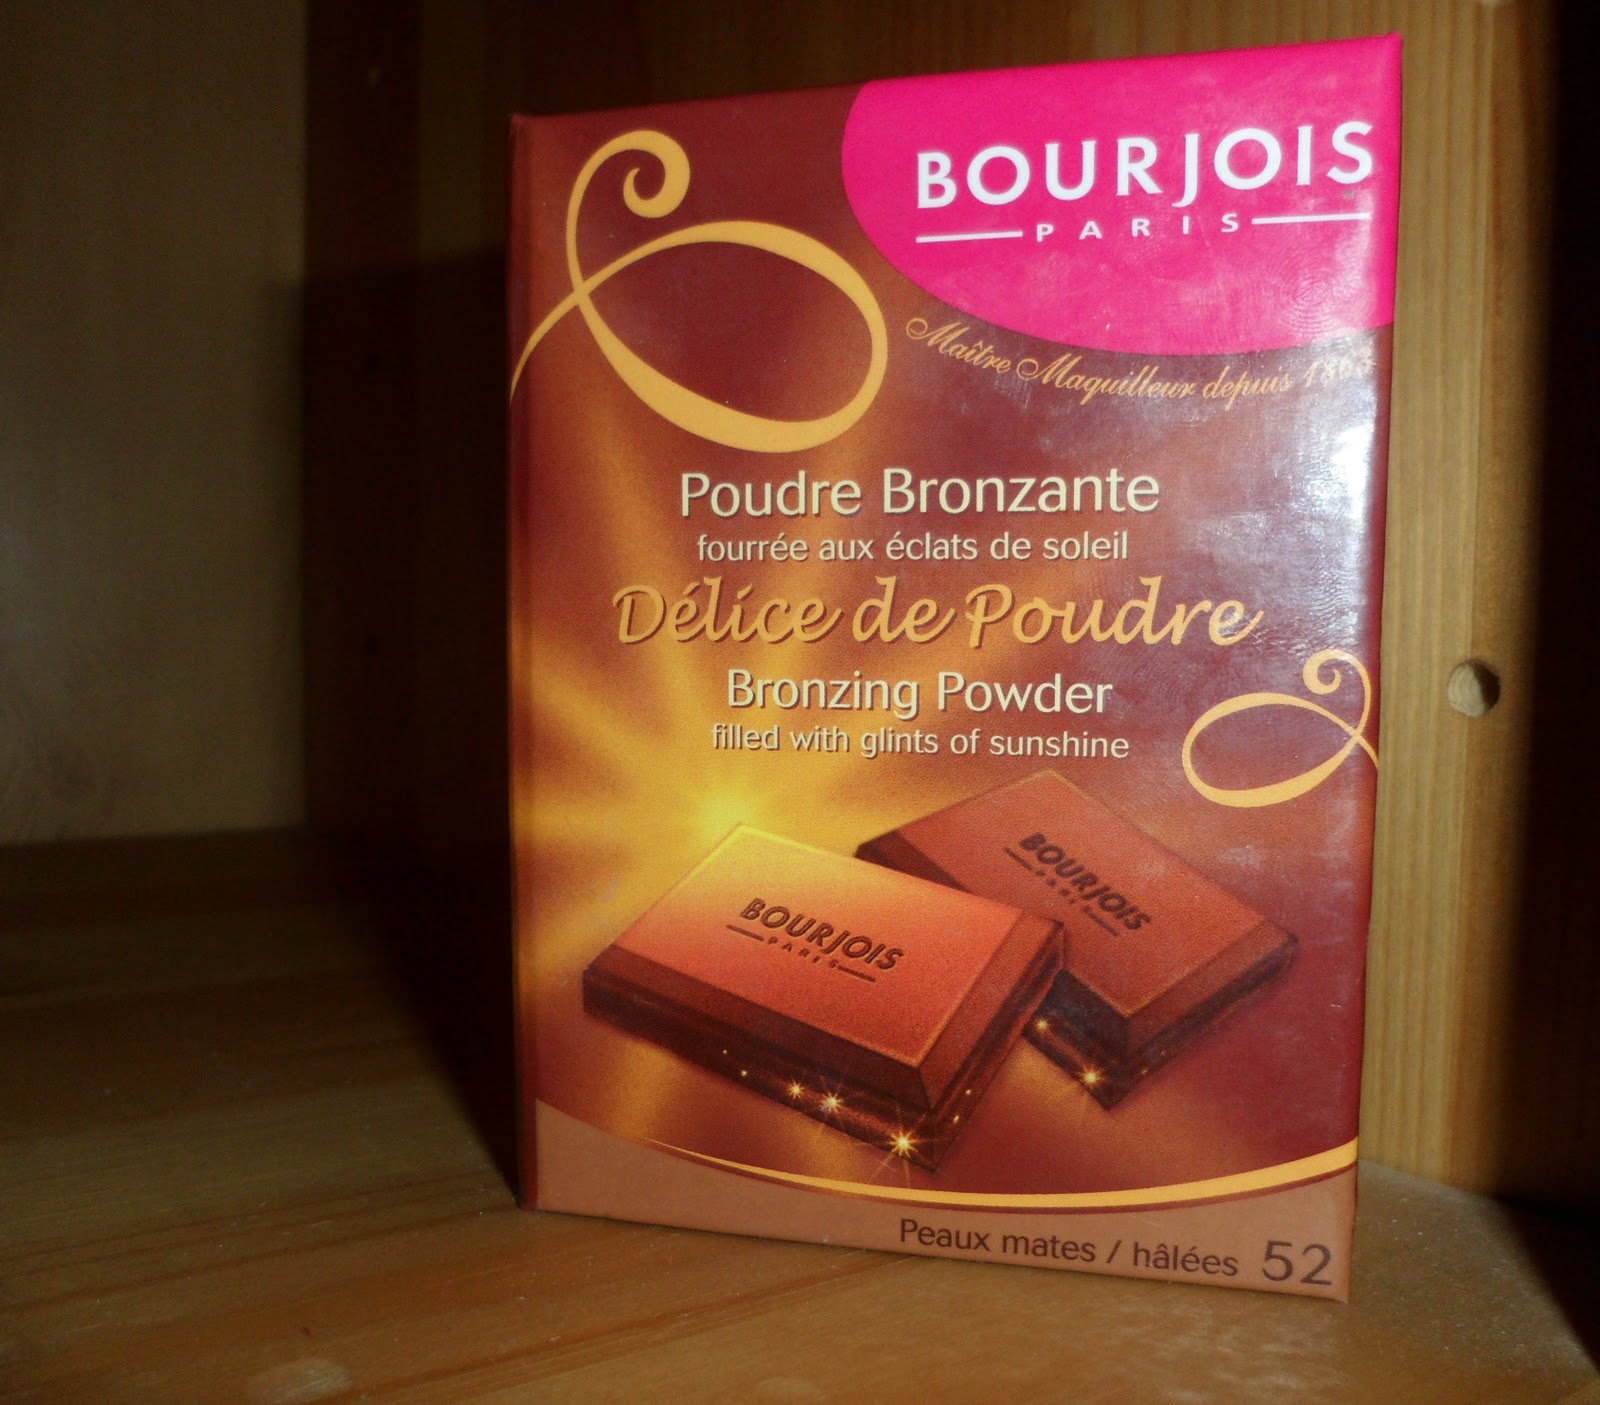 BOURJOIS
PARIS
Maître Maquilleur depuis 1863
Poudre Bronzante
fourrée aux éclats de soleil
Délice de Poudre
Bronzing Powder
filled with glints of sunshine
BOURJOIS
PARIS
BOURJOIS
PARIS
Peaux mates / hâlées 52